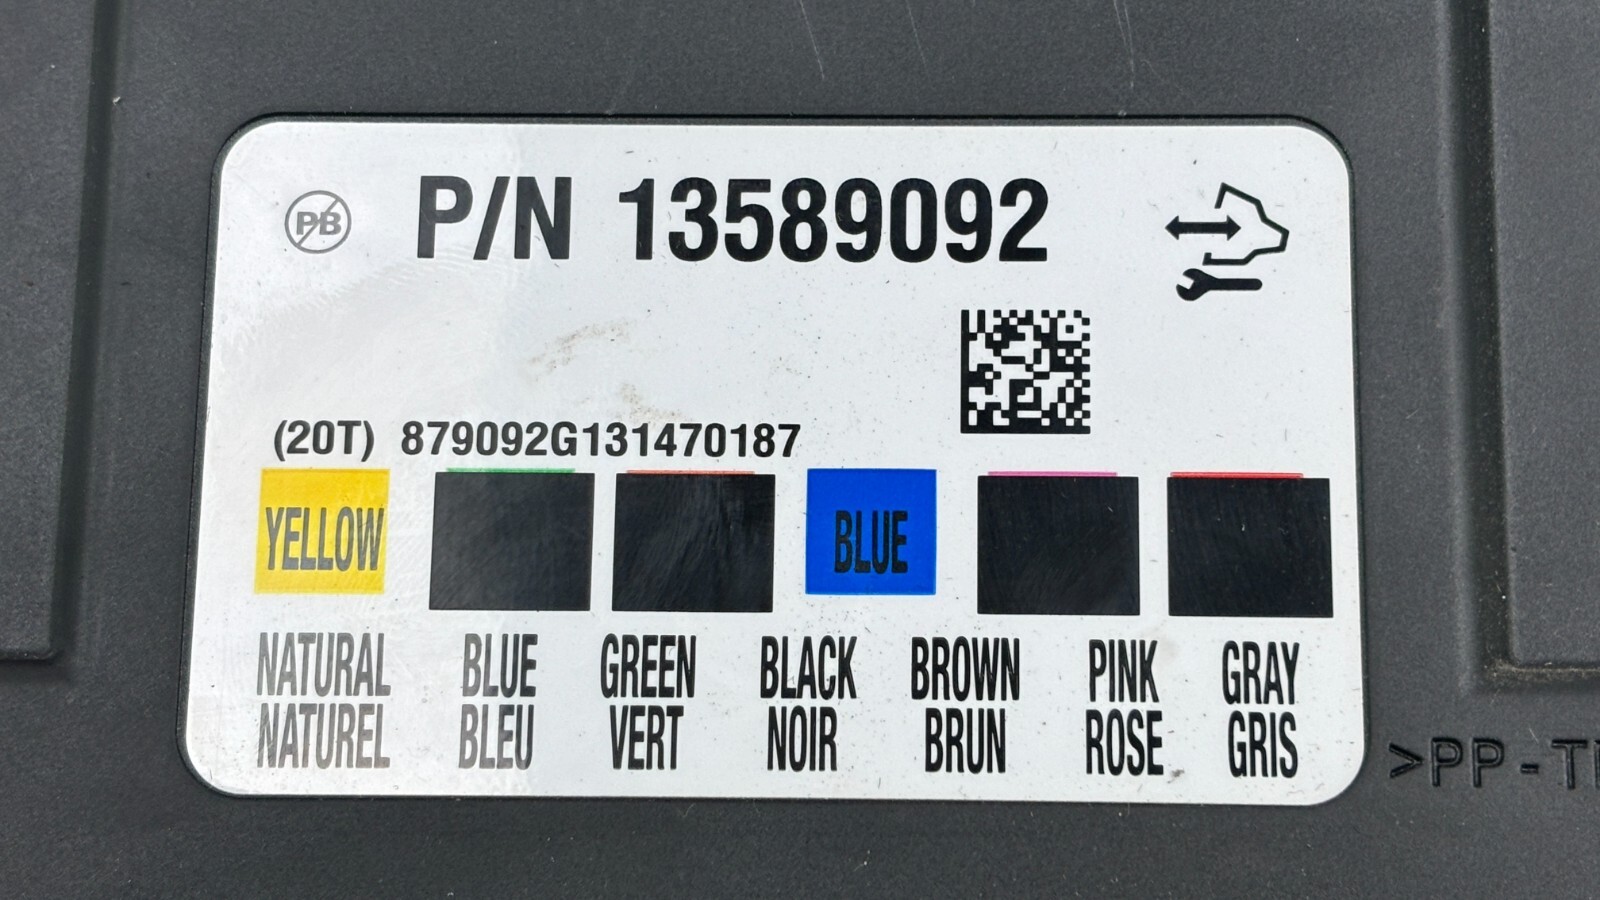 PB P/N 13589092
(20T) 879092G131470187
YELLOW BLUE
NATURAL BLUE GREEN BLACK BROWN PINK GRAY
NATUREL BLEU VERT NOIR BRUN ROSE GRIS
>PP-T